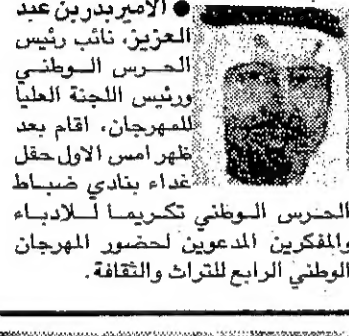 ● الامير بدر بن عبد
العزيز، نائب رئيس
الحرس الوطني
ورئيس اللجنة العليا
للمهرجان، اقام بعد
ظهر امس الاول حفل
غداء بنادي ضباط
الحرس الوطني تكريما للادباء
والمفكرين المدعوين لحضور المهرجان
الوطني الرابع للتراث والثقافة.